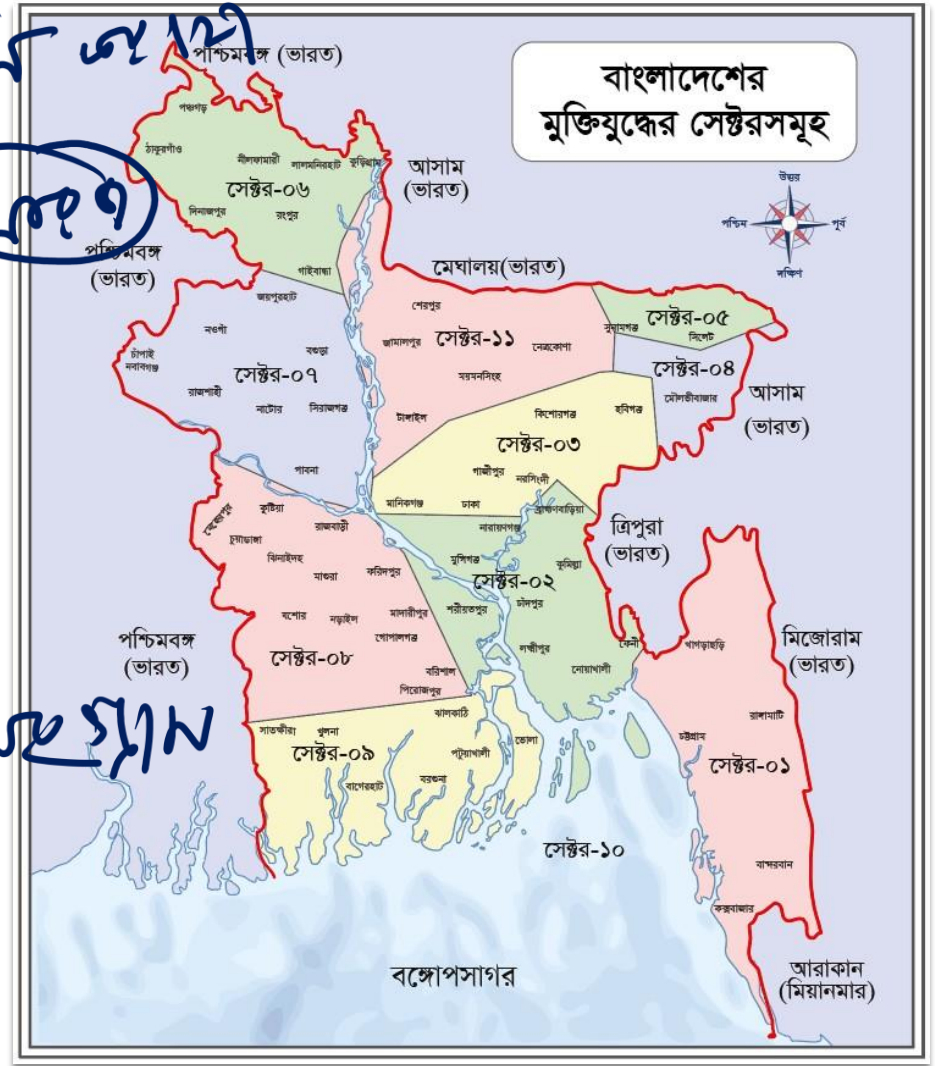 পশ্চিমবঙ্গ (ভারত)
বাংলাদেশের
মুক্তিযুদ্ধের সেক্টরসমূহ
পঞ্চগড়
ঠাকুরগাঁও
নীলফামারী
লালমনিরহাট
কুড়িগ্রাম
সেক্টর-০৬
দিনাজপুর
রংপুর
গাইবান্ধা
আসাম
(ভারত)
উত্তর
পশ্চিম
পূর্ব
দক্ষিণ
পশ্চিমবঙ্গ
(ভারত)
মেঘালয়(ভারত)
জয়পুরহাট
নওগাঁ
চাঁপাই
নবাবগঞ্জ
বগুড়া
সেক্টর-০৭
রাজশাহী
নাটোর
সিরাজগঞ্জ
পাবনা
শেরপুর
জামালপুর
সেক্টর-১১
নেত্রকোণা
ময়মনসিংহ
টাঙ্গাইল
সুনামগঞ্জ
সেক্টর-০৫
সিলেট
সেক্টর-০৪
মৌলভীবাজার
আসাম
(ভারত)
কিশোরগঞ্জ
হবিগঞ্জ
সেক্টর-০৩
গাজীপুর
নরসিংদী
মানিকগঞ্জ
ঢাকা
ব্রাহ্মণবাড়িয়া
নারায়ণগঞ্জ
ত্রিপুরা
(ভারত)
মেহেরপুর
কুষ্টিয়া
রাজবাড়ী
চুয়াডাঙ্গা
ঝিনাইদহ
মাগুরা
ফরিদপুর
যশোর
নড়াইল
মাদারীপুর
গোপালগঞ্জ
সেক্টর-০৮
বরিশাল
পিরোজপুর
মুন্সিগঞ্জ
কুমিল্লা
সেক্টর-০২
শরীয়তপুর
চাঁদপুর
লক্ষ্মীপুর
নোয়াখালী
ফেনী
পশ্চিমবঙ্গ
(ভারত)
খাগড়াছড়ি
মিজোরাম
(ভারত)
রাঙ্গামাটি
চট্টগ্রাম
সেক্টর-০১
বান্দরবান
কক্সবাজার
ঝালকাঠি
সাতক্ষীরা
খুলনা
সেক্টর-০৯
পটুয়াখালী
ভোলা
বাগেরহাট
বরগুনা
সেক্টর-১০
বঙ্গোপসাগর
আরাকান
(মিয়ানমার)